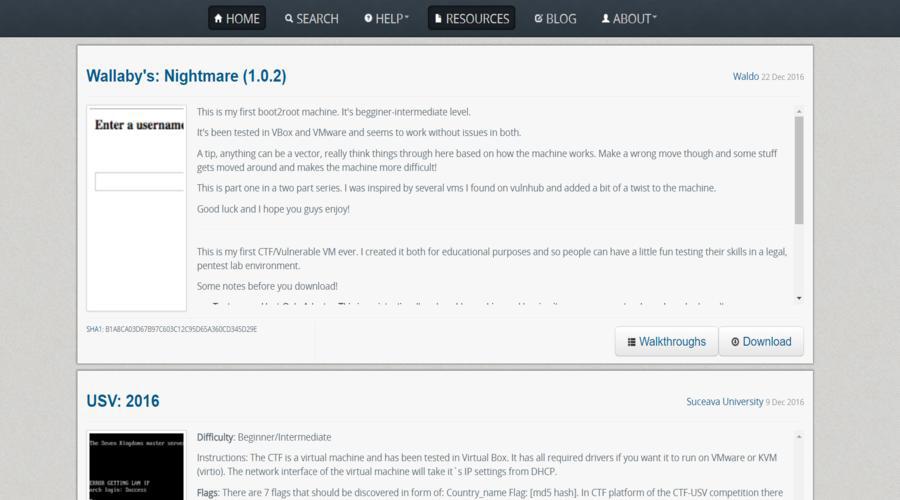 HOME SEARCH HELP RESOURCES BLOG ABOUT
Wallaby's: Nightmare (1.0.2)
Waldo 22 Dec 2016
Enter a username
This is my first boot2root machine. It's begginer-intermediate level.
It's been tested in VBox and VMware and seems to work without issues in both.
A tip, anything can be a vector, really think things through here based on how the machine works. Make a wrong move though and some stuff
gets moved around and makes the machine more difficult!
This is part one in a two part series. I was inspired by several vms I found on vulnhub and added a bit of a twist to the machine.
Good luck and I hope you guys enjoy!
This is my first CTF/Vulnerable VM ever. I created it both for educational purposes and so people can have a little fun testing their skills in a legal,
pentest lab environment.
Some notes before you download!
SHA1: B1A8CA03D67B97C603C12C95D65A360CD345D29E
Walkthroughs Download
USV: 2016
Suceava University 9 Dec 2016
The Seven Kingdoms master serve
ERROR GETTING LAN IP
arch login: Success
Difficulty: Beginner/Intermediate
Instructions: The CTF is a virtual machine and has been tested in Virtual Box. It has all required drivers if you want it to run on VMware or KVM
(virtio). The network interface of the virtual machine will take it`s IP settings from DHCP.
Flags: There are 7 flags that should be discovered in form of: Country_name Flag: [md5 hash]. In CTF platform of the CTF-USV competition there